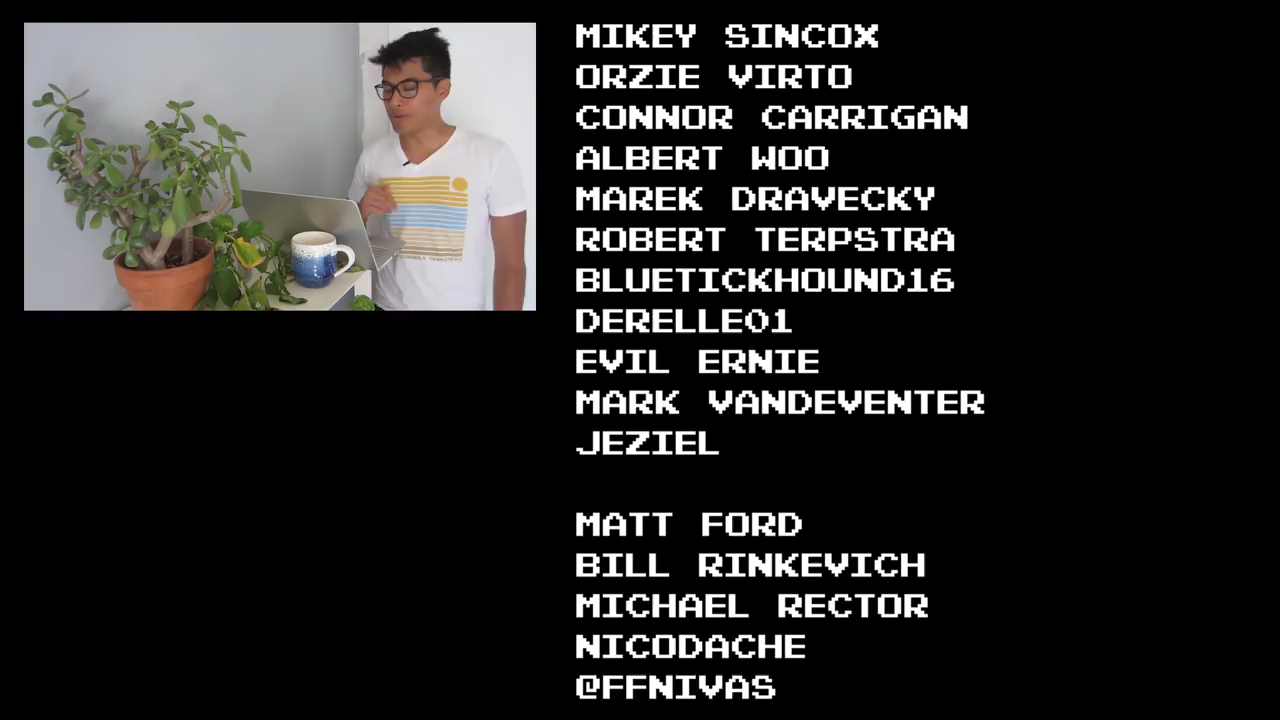 MIKEY SINCOX
ORZIE VIRTO
CONNOR CARRIGAN
ALBERT WOO
MAREK DRAVECKY
ROBERT TERPSTRA
BLUETICKHOUND16
DERELLE01
EVIL ERNIE
MARK VANDEVENTER
JEZIEL
MATT FORD
BILL RINKEVICH
MICHAEL RECTOR
NICODACHE
@FFNIVAS